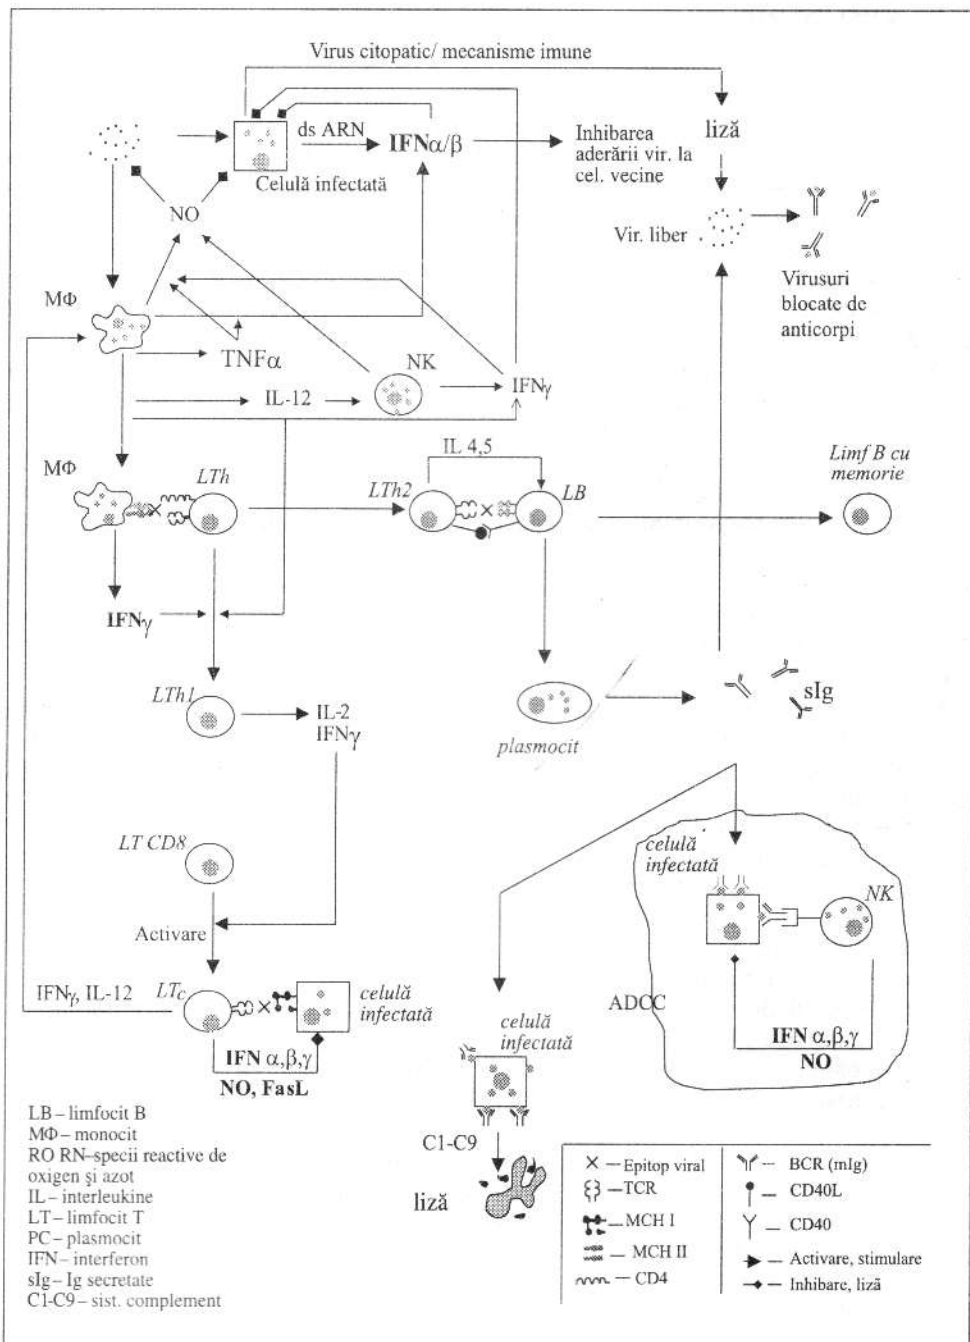 Virus citopatic/ mecanisme imune
ds ARN
IFNα/β
Inhibarea
aderării vir. la
cel. vecine
liză
Celulă infectată
NO
Vir. liber
Virusuri
blocate de
anticorpi
MΦ
TNFα
NK
IL-12
IFNγ
IL 4,5
MΦ
LTh
LTh2
LB
Limf B cu
memorie
IFNγ
LTh1
IL-2
IFNγ
plasmocit
sIg
LT CD8
celulă
infectată
NK
Activare
IFNγ, IL-12
LTc
celulă
infectată
ADCC
IFN α,β,γ
NO, FasL
celulă
infectată
IFN α,β,γ
NO
C1-C9
liză
LB – limfocit B
MΦ – monocit
RO RN–specii reactive de
oxigen şi azot
IL – interleukine
LT – limfocit T
PC – plasmocit
IFN – interferon
sIg – Ig secretate
C1-C9 – sist. complement
– Epitop viral
–TCR
– MCH I
– MCH II
– CD4
– BCR (mIg)
– CD40L
– CD40
– Activare, stimulare
– Inhibare, liză